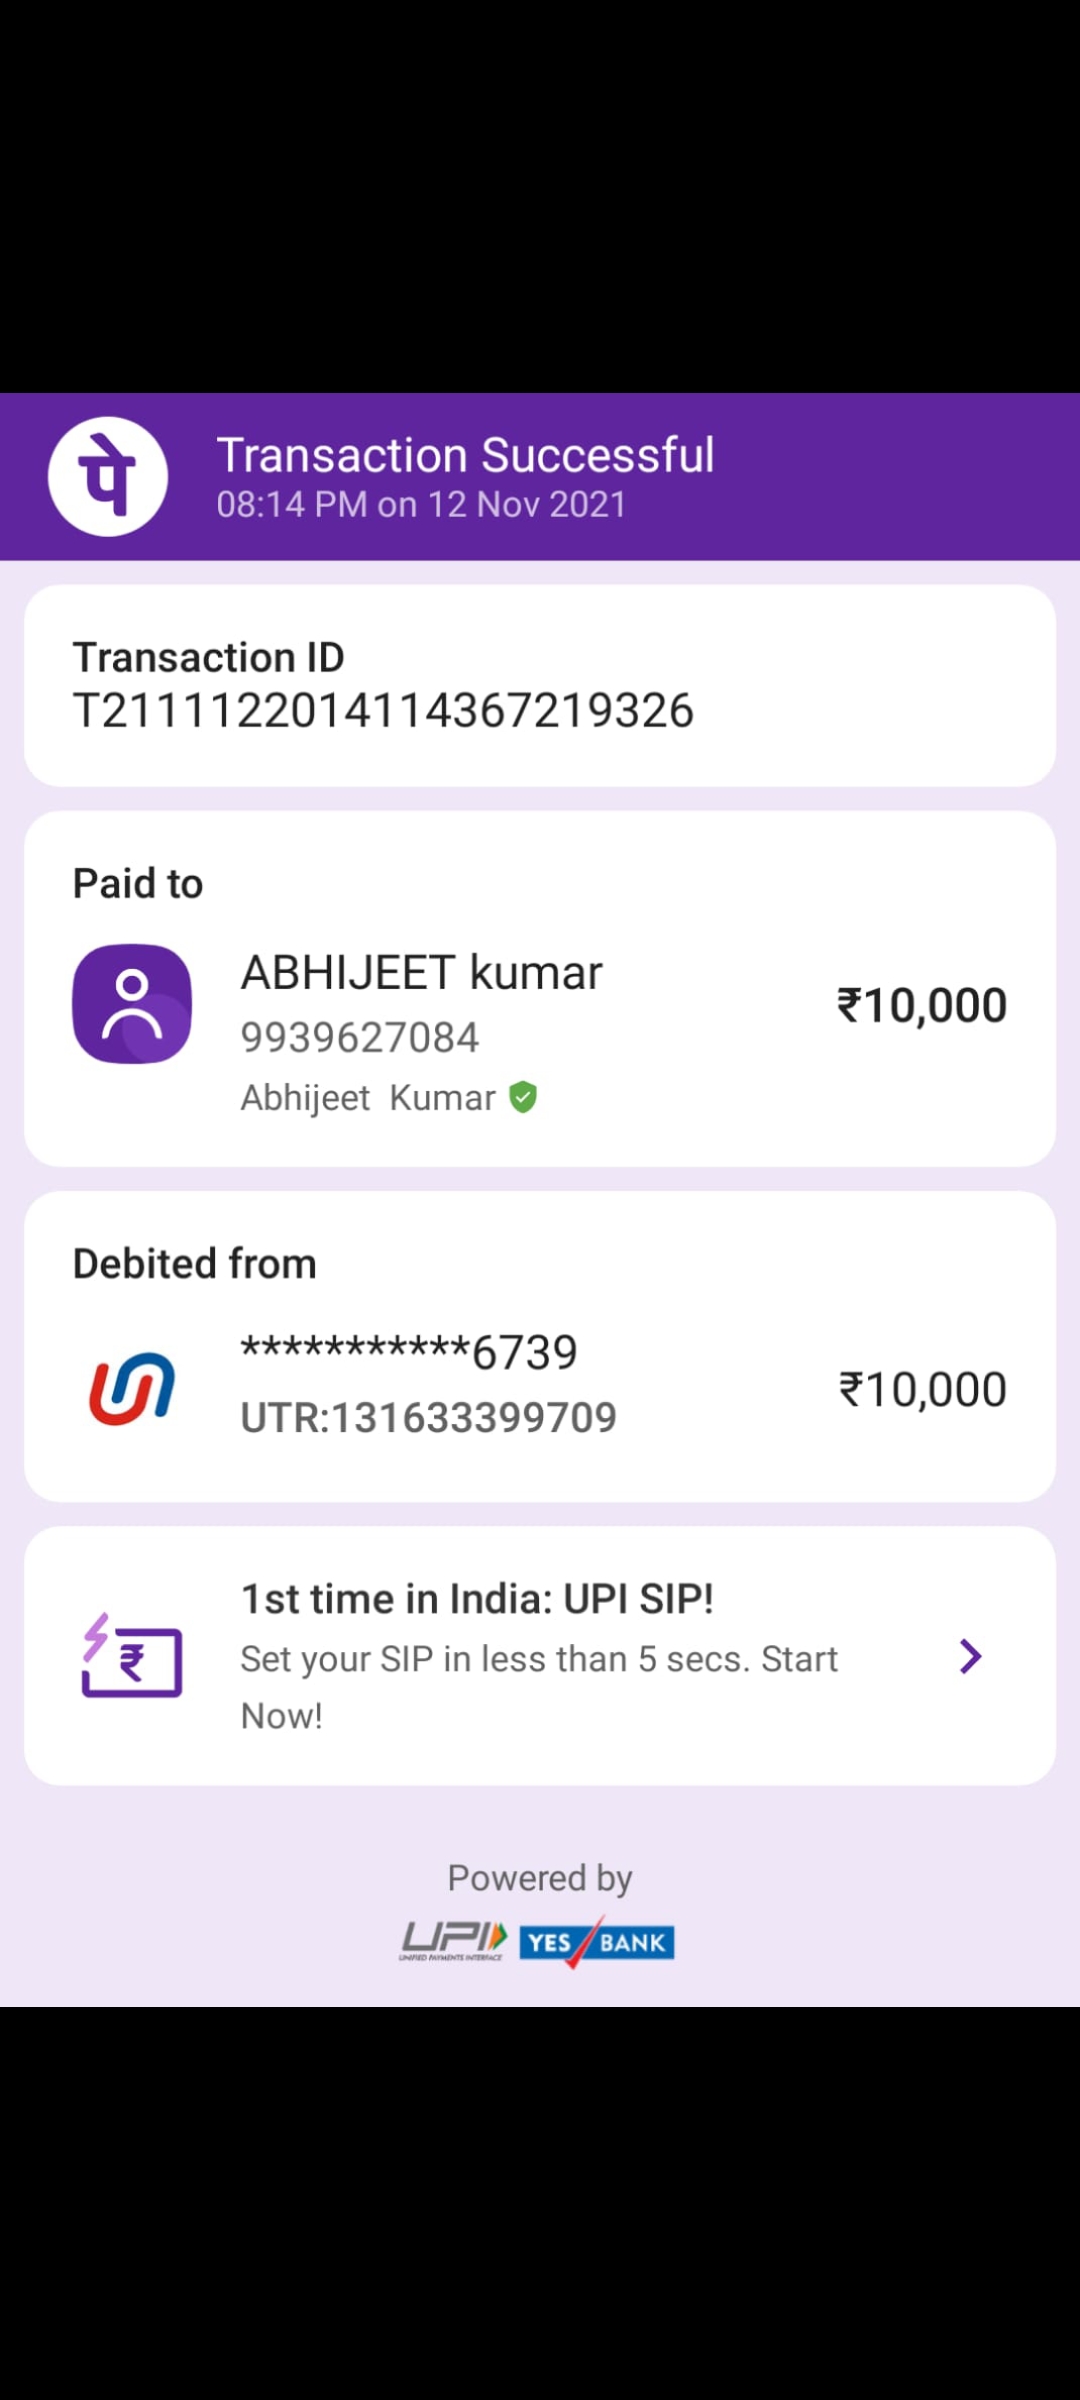 पे
Transaction Successful
08:14 PM on 12 Nov 2021
Transaction ID
T2111122014114367219326
Paid to
ABHIJEET kumar
₹10,000
9939627084
Abhijeet  Kumar
Debited from
***********6739
₹10,000
UTR:131633399709
1st time in India: UPI SIP!
₹
Set your SIP in less than 5 secs. Start
Now!
Powered by
UPI
UNIFIED PAYMENTS INTERFACE
YES BANK